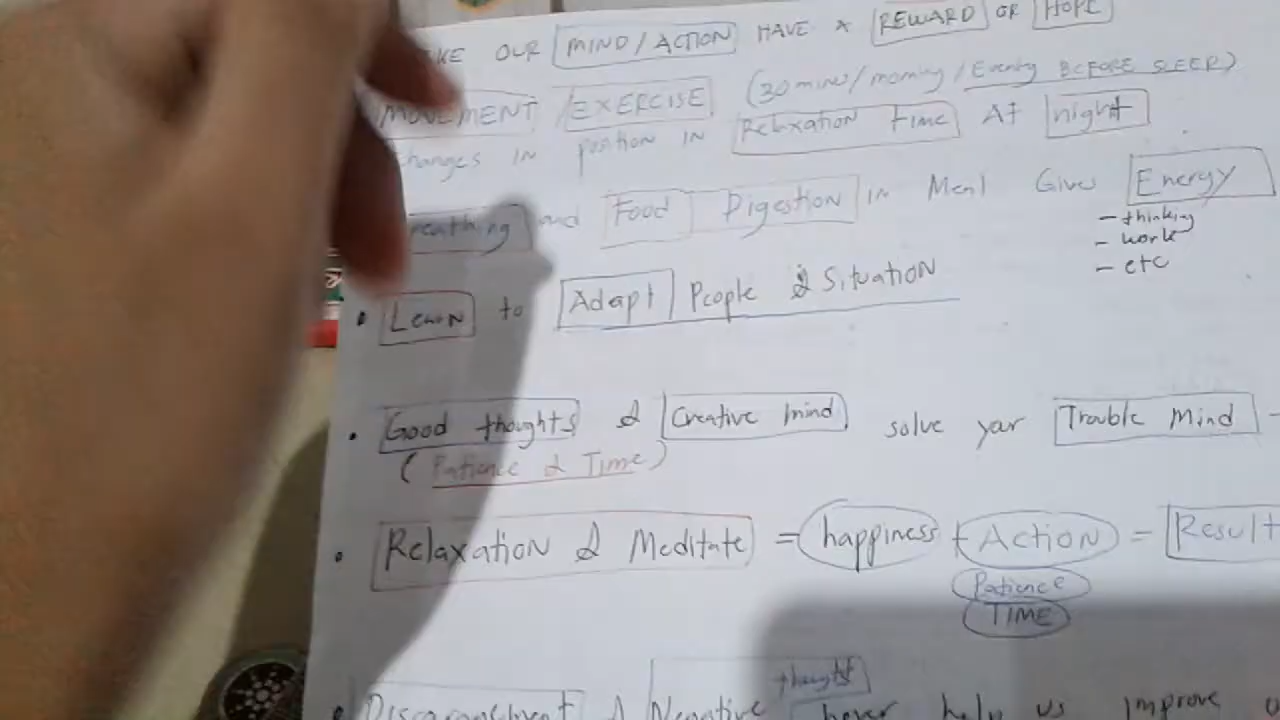 OUR MIND/ACTION HAVE A REWARD OR HOPE
MOVEMENT /EXERCISE (30 mins/morning/Evening BEFORE SLEEP)
changes in position in Relaxation time At night
and Food Digestion in Meal Gives Energy
- thinking
- work
- etc
• Learn to Adapt People & Situation
• Good thoughts & Creative mind solve your Trouble Mind
(Patience & Time)
• Relaxation & Meditate = happiness + Action = Result
Patience
TIME
thought
& Negative never help us improve